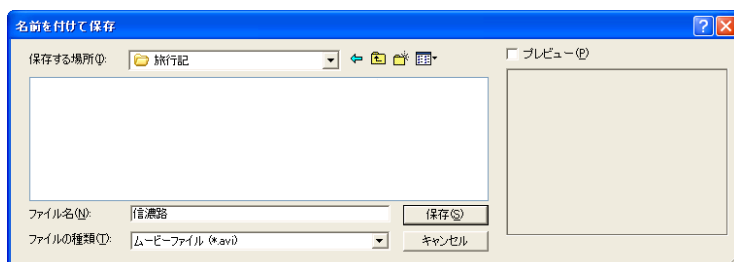 名前を付けて保存
保存する場所(I): 旅行記
プレビュー(P)
ファイル名(N): 信濃路 保存(S)
ファイルの種類(T): ムービーファイル (*.avi) キャンセル